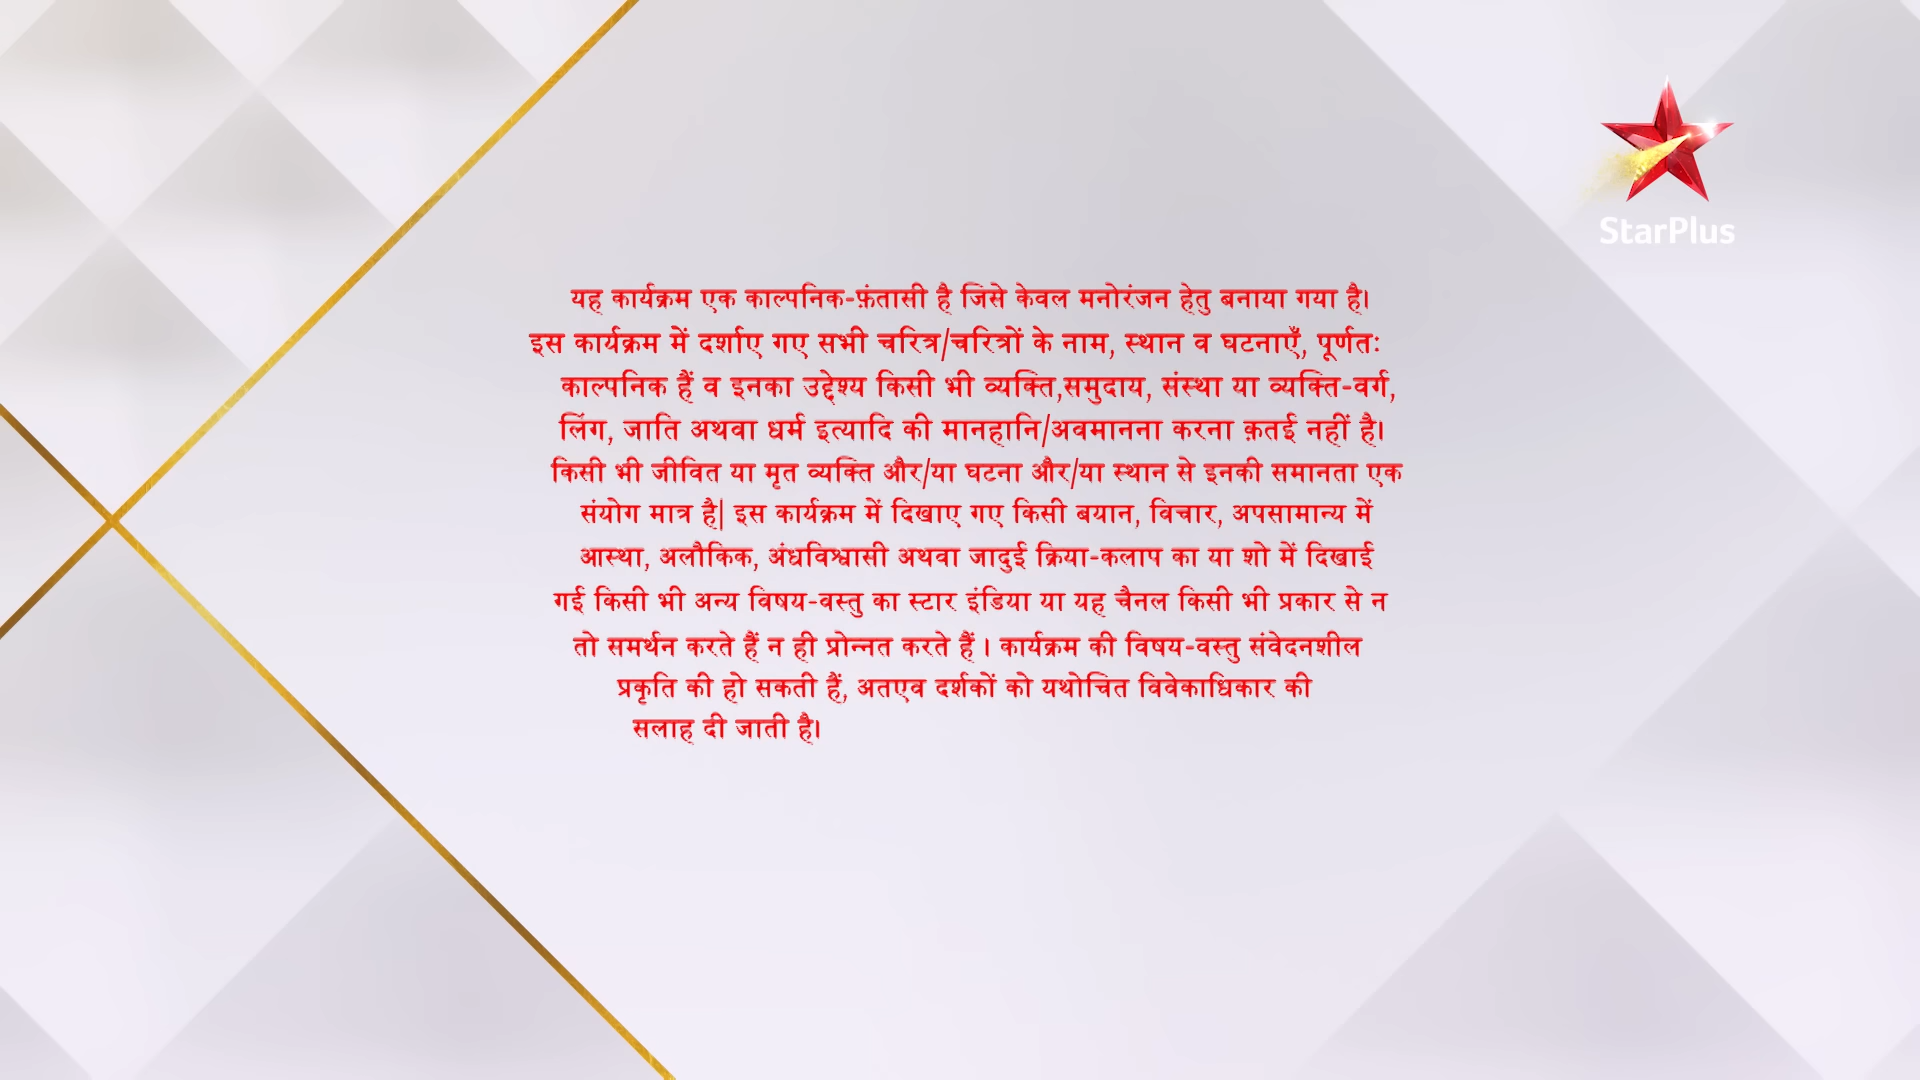 StarPlus
यह कार्यक्रम एक काल्पनिक-फ़ंतासी है जिसे केवल मनोरंजन हेतु बनाया गया है।
इस कार्यक्रम में दर्शाए गए सभी चरित्र/चरित्रों के नाम, स्थान व घटनाएँ, पूर्णतः
काल्पनिक हैं व इनका उद्देश्य किसी भी व्यक्ति,समुदाय, संस्था या व्यक्ति-वर्ग,
लिंग, जाति अथवा धर्म इत्यादि की मानहानि/अवमानना करना क़तई नहीं है।
किसी भी जीवित या मृत व्यक्ति और/या घटना और/या स्थान से इनकी समानता एक
संयोग मात्र है| इस कार्यक्रम में दिखाए गए किसी बयान, विचार, अपसामान्य में
आस्था, अलौकिक, अंधविश्वासी अथवा जादुई क्रिया-कलाप का या शो में दिखाई
गई किसी भी अन्य विषय-वस्तु का स्टार इंडिया या यह चैनल किसी भी प्रकार से न
तो समर्थन करते हैं न ही प्रोन्नत करते हैं । कार्यक्रम की विषय-वस्तु संवेदनशील
प्रकृति की हो सकती हैं, अतएव दर्शकों को यथोचित विवेकाधिकार की
सलाह दी जाती है।